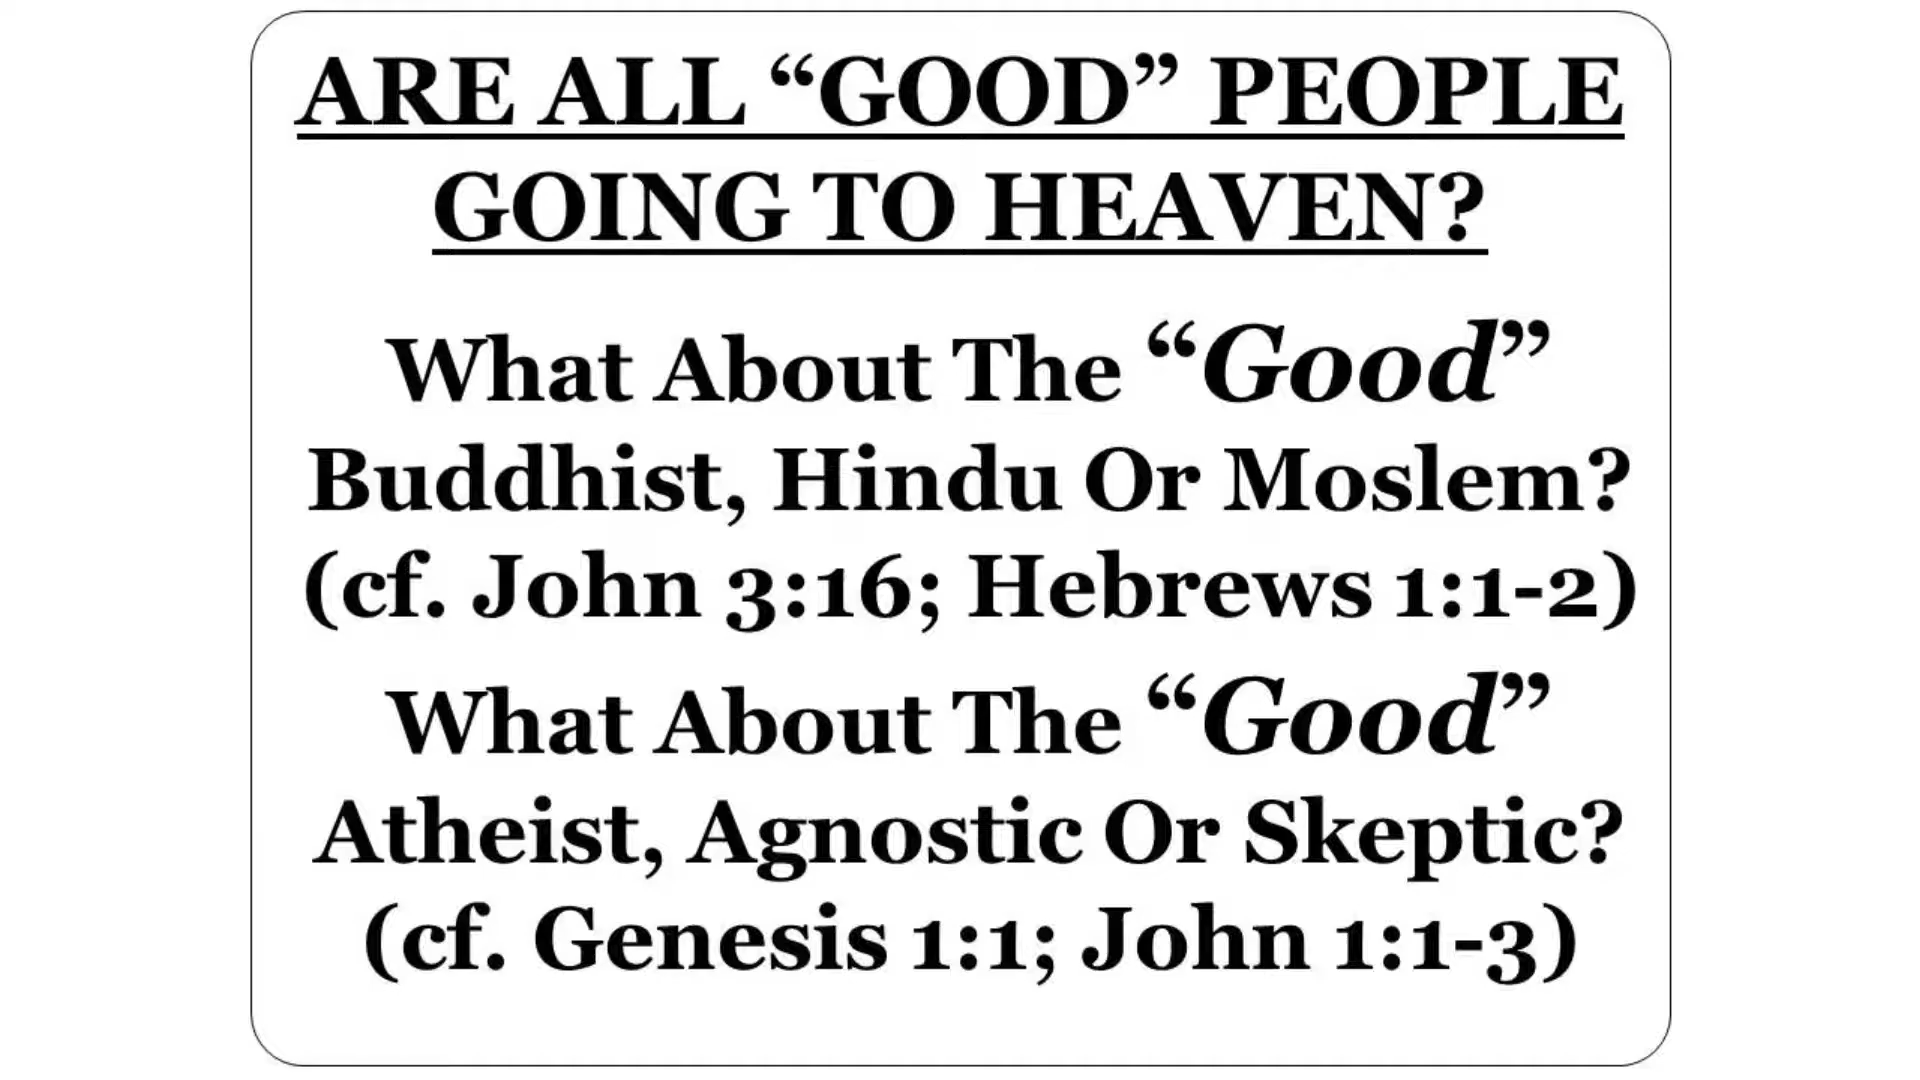 ARE ALL “GOOD” PEOPLE
GOING TO HEAVEN?
What About The “Good”
Buddhist, Hindu Or Moslem?
(cf. John 3:16; Hebrews 1:1-2)
What About The “Good”
Atheist, Agnostic Or Skeptic?
(cf. Genesis 1:1; John 1:1-3)